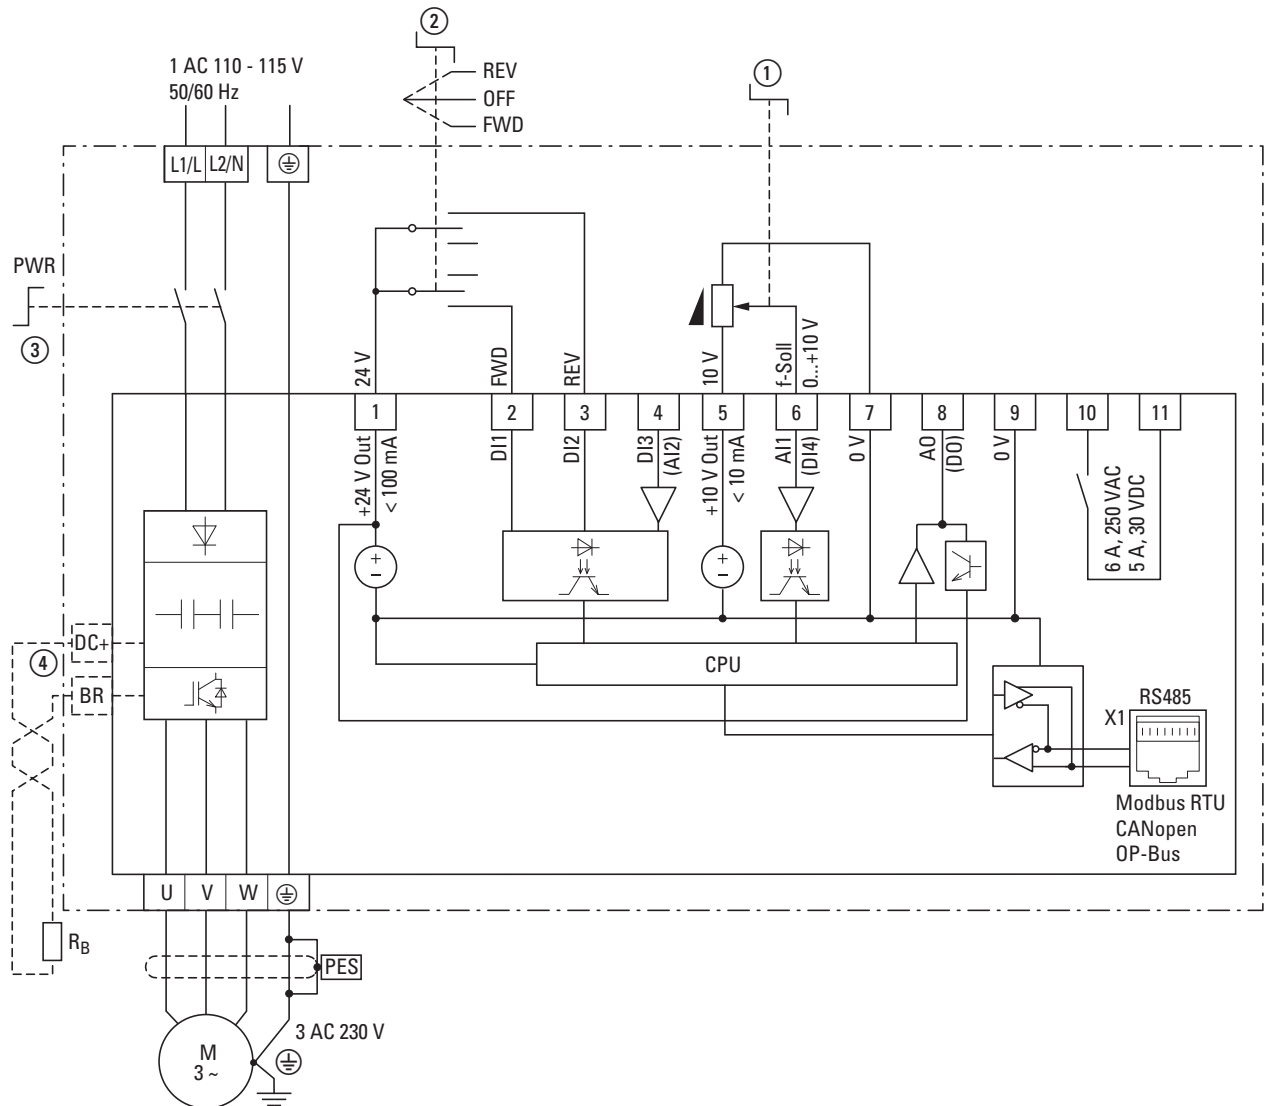 ②
1 AC 110 - 115 V
50/60 Hz
REV
OFF
FWD
①
L1/L
L2/N
PWR
③
24 V
FWD
REV
10 V
f-Soll
0...+10 V
1
2
3
4
5
6
7
8
9
10
11
+24 V Out
< 100 mA
DI1
DI2
DI3
(AI2)
+10 V Out
< 10 mA
AI1
(DI4)
0 V
AO
(DO)
0 V
6 A, 250 VAC
5 A, 30 VDC
+
−
+
−
DC+
④
BR
CPU
RS485
X1
Modbus RTU
CANopen
OP-Bus
U
V
W
RB
PES
3 AC 230 V
M
3 ~